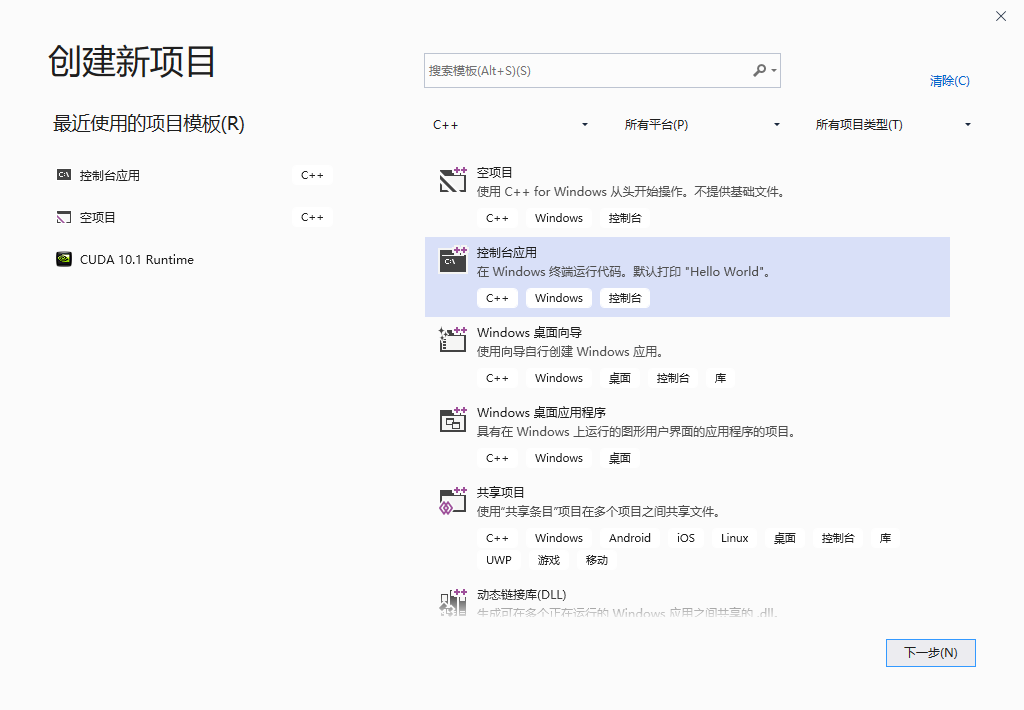 创建新项目
搜索模板(Alt+S)(S)
清除(C)
最近使用的项目模板(R)
控制台应用 C++
空项目 C++
CUDA 10.1 Runtime
C++ 所有平台(P) 所有项目类型(T)
空项目
使用 C++ for Windows 从头开始操作。不提供基础文件。
C++ Windows 控制台
控制台应用
在 Windows 终端运行代码。默认打印 "Hello World"。
C++ Windows 控制台
Windows 桌面向导
使用向导自行创建 Windows 应用。
C++ Windows 桌面 控制台 库
Windows 桌面应用程序
具有在 Windows 上运行的图形用户界面的应用程序的项目。
C++ Windows 桌面
共享项目
使用“共享条目”项目在多个项目之间共享文件。
C++ Windows Android iOS Linux 桌面 控制台 库
UWP 游戏 移动
动态链接库(DLL)
生成可在多个正在运行的 Windows 应用之间共享的 .dll。
下一步(N)